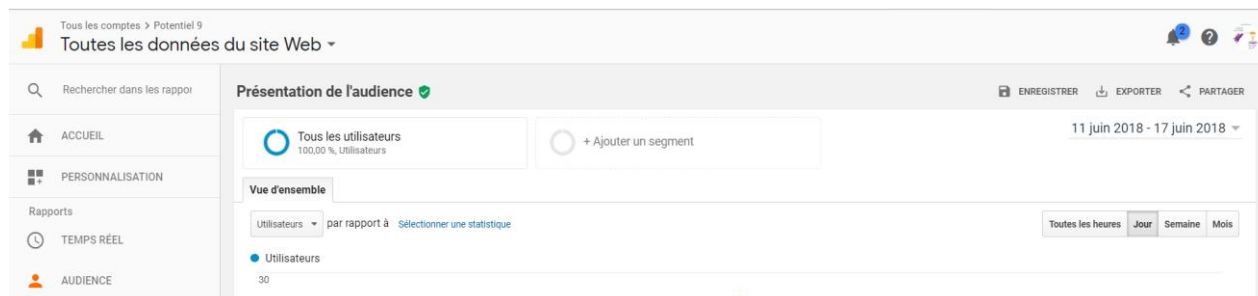 Tous les comptes > Potentiel 9
Toutes les données du site Web
2
Rechercher dans les rappor
Présentation de l'audience
ENREGISTRER
EXPORTER
PARTAGER
ACCUEIL
Tous les utilisateurs
100,00 %, Utilisateurs
+ Ajouter un segment
11 juin 2018 - 17 juin 2018
PERSONNALISATION
Vue d'ensemble
Rapports
Utilisateurs par rapport à Sélectionner une statistique
Toutes les heures Jour Semaine Mois
TEMPS RÉEL
Utilisateurs
AUDIENCE
30